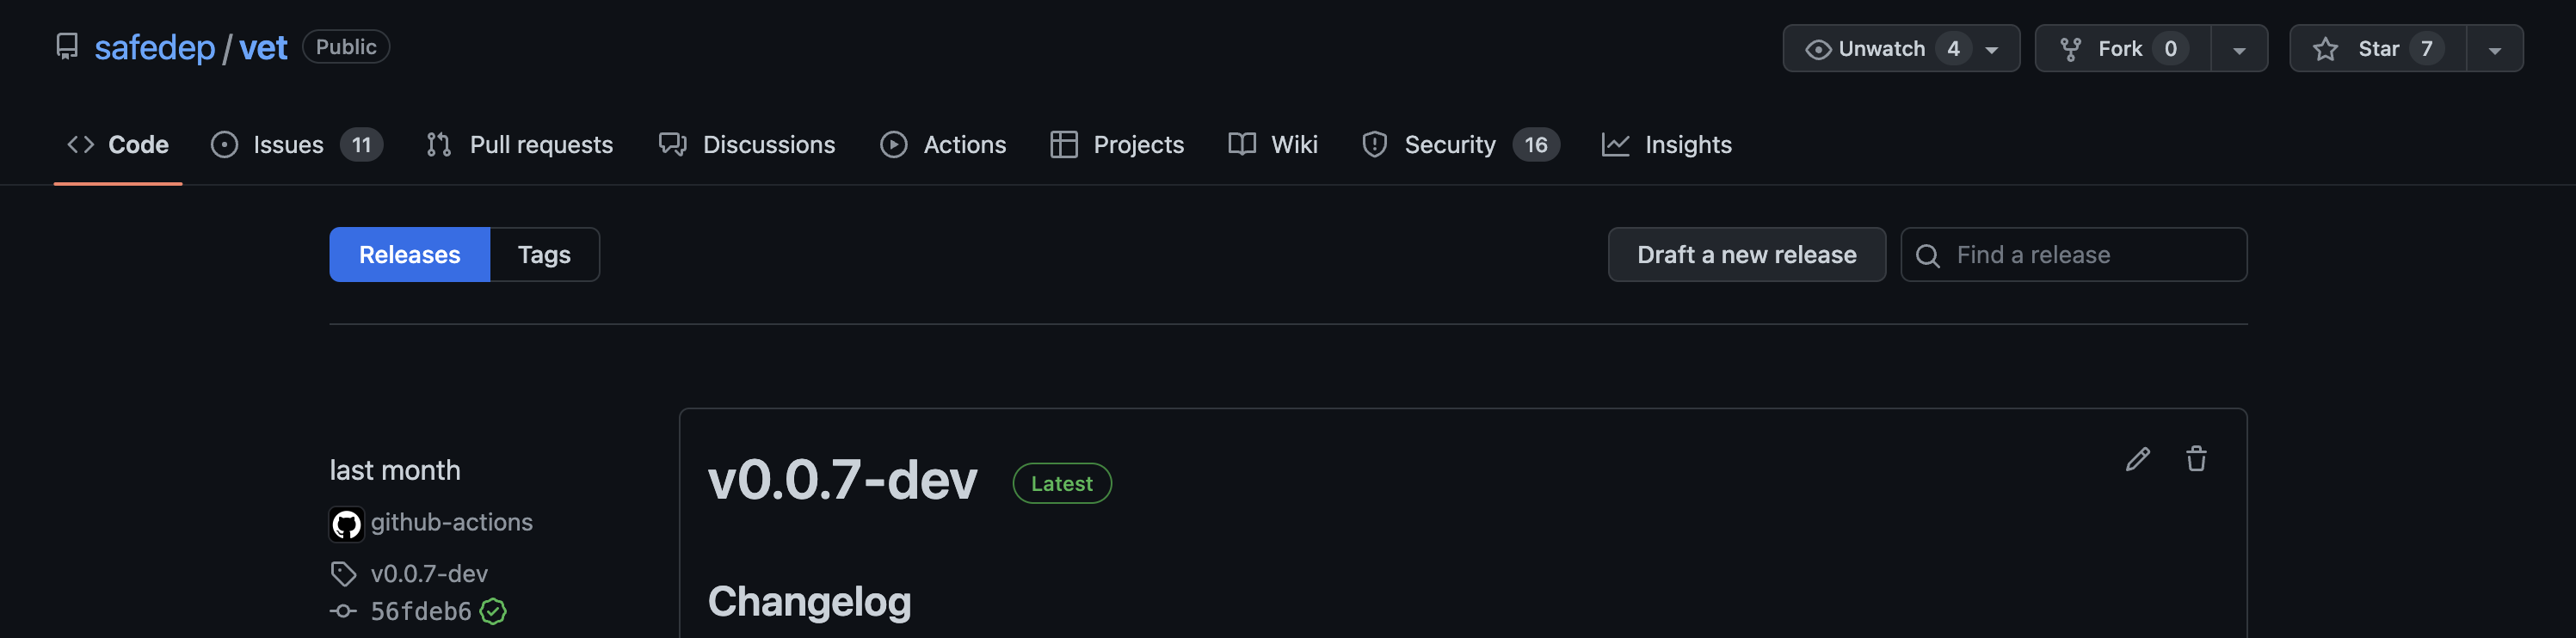 safedep / vet Public Unwatch 4 Fork 0 Star 7
Code Issues 11 Pull requests Discussions Actions Projects Wiki Security 16 Insights
Releases Tags Draft a new release Find a release
last month
github-actions
v0.0.7-dev
56fdeb6
v0.0.7-dev Latest
Changelog